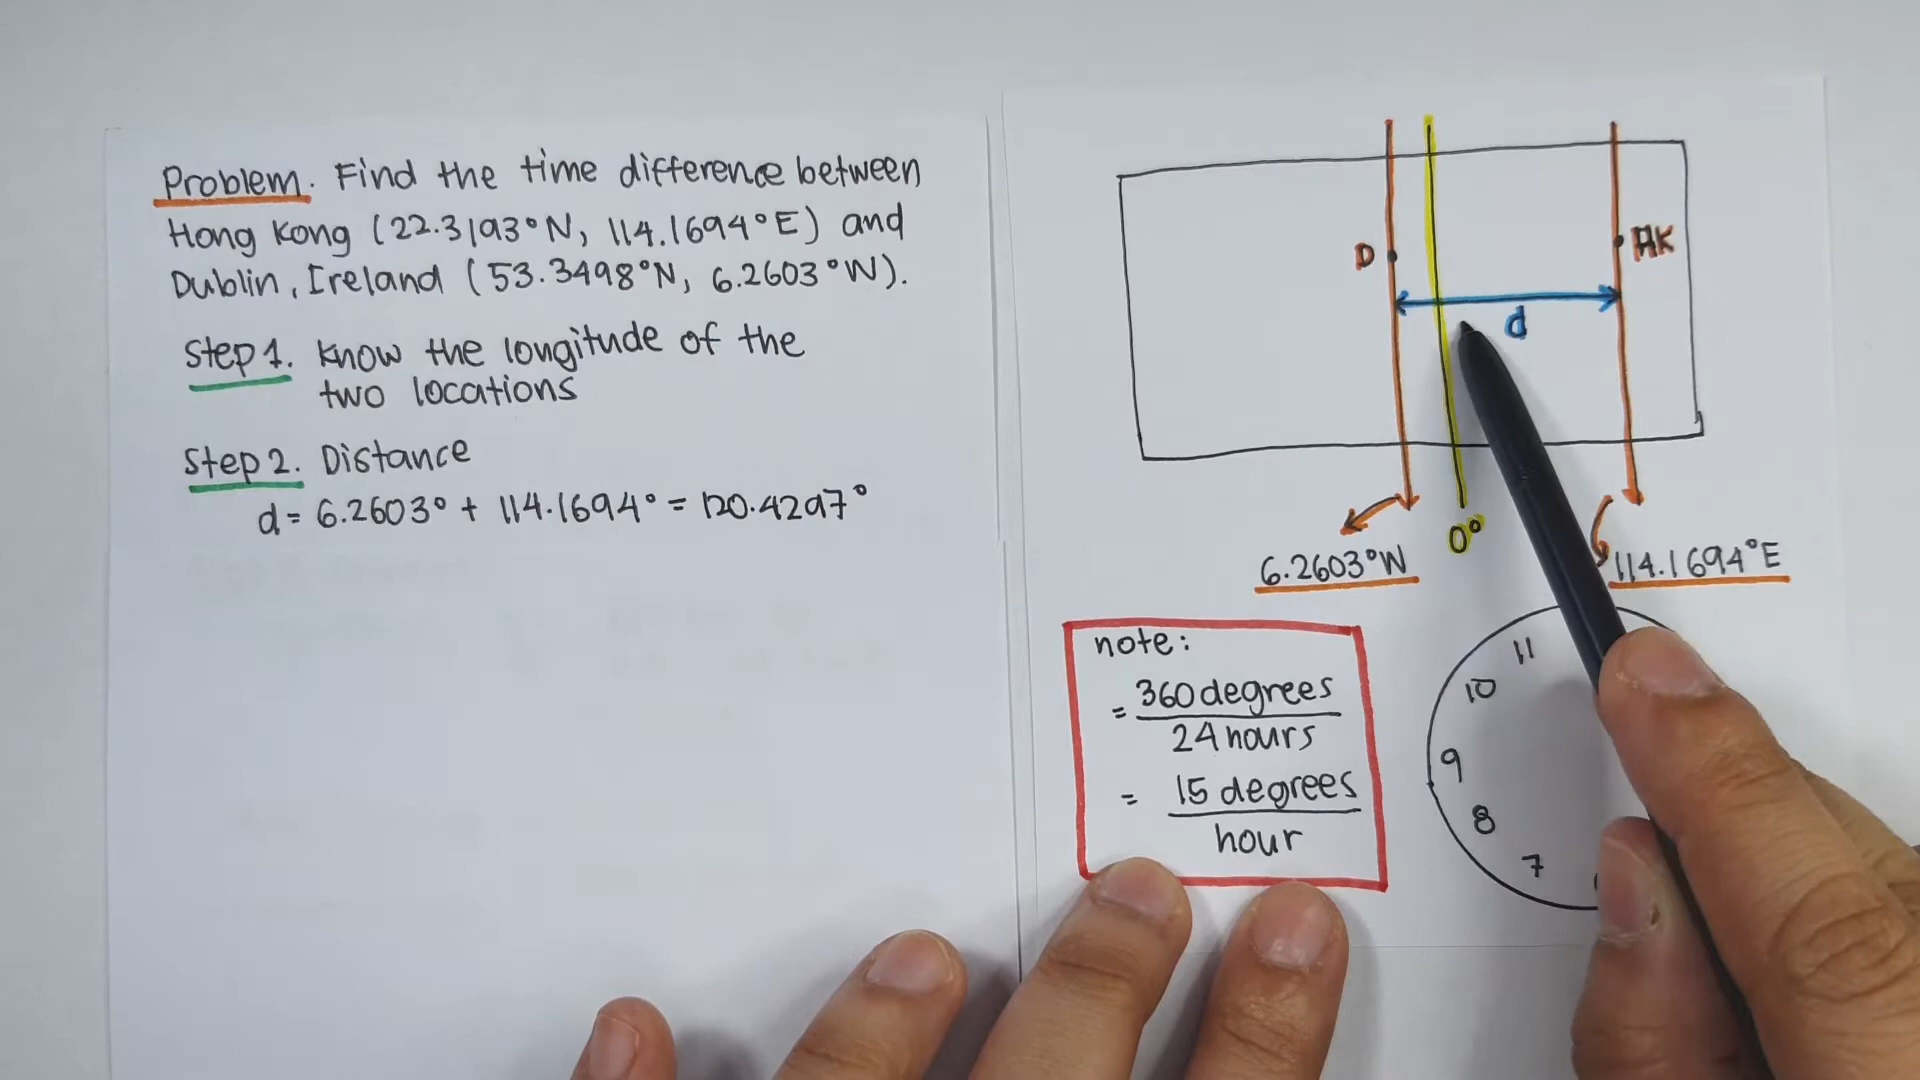 Problem. Find the time difference between
Hong Kong (22.3193°N, 114.1694°E) and
Dublin, Ireland (53.3498°N, 6.2603°W).
Step 1. Know the longitude of the
two locations
Step 2. Distance
d = 6.2603° + 114.1694° = 120.4297°
D
HK
d
0°
6.2603°W
114.1694°E
note:
= 360 degrees
24 hours
= 15 degrees
hour
11
10
9
8
7